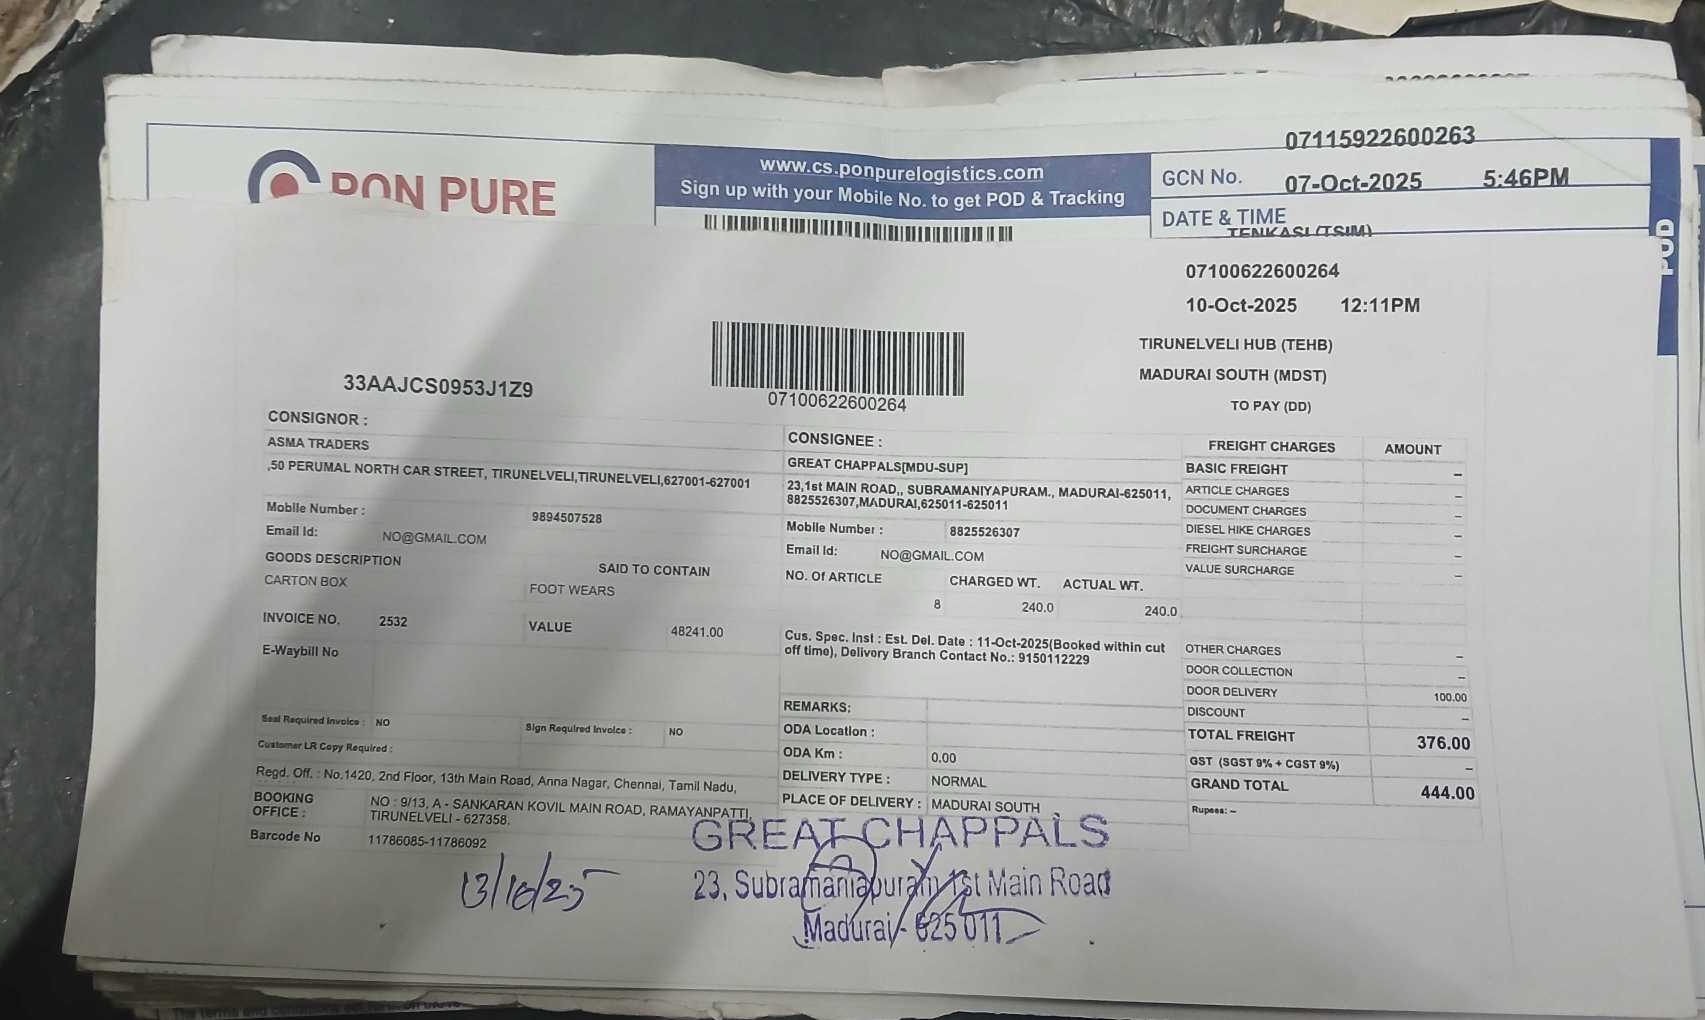 07115922600263
PON PURE
www.cs.ponpurelogistics.com
Sign up with your Mobile No. to get POD & Tracking
GCN No.
07-Oct-2025 5:46PM
DATE & TIME
TENKASI (TSIM)
POD
07100622600264
10-Oct-2025 12:11PM
TIRUNELVELI HUB (TEHB)
MADURAI SOUTH (MDST)
TO PAY (DD)
33AAJCS0953J1Z9
07100622600264
CONSIGNOR :
ASMA TRADERS
,50 PERUMAL NORTH CAR STREET, TIRUNELVELI,TIRUNELVELI,627001-627001
Mobile Number : 9894507528
Email Id: NO@GMAIL.COM
GOODS DESCRIPTION SAID TO CONTAIN
CARTON BOX FOOT WEARS
INVOICE NO. 2532 VALUE 48241.00
E-Waybill No
Seal Required Invoice : NO Sign Required Invoice : NO
Customer LR Copy Required :
Regd. Off. : No.1420, 2nd Floor, 13th Main Road, Anna Nagar, Chennai, Tamil Nadu,
BOOKING OFFICE : NO : 9/13, A - SANKARAN KOVIL MAIN ROAD, RAMAYANPATTI,
TIRUNELVELI - 627358.
Barcode No 11786085-11786092
CONSIGNEE :
GREAT CHAPPALS[MDU-SUP]
23,1st MAIN ROAD,, SUBRAMANIYAPURAM., MADURAI-625011,
8825526307,MADURAI,625011-625011
Mobile Number : 8825526307
Email Id: NO@GMAIL.COM
NO. Of ARTICLE CHARGED WT. ACTUAL WT.
8 240.0 240.0
Cus. Spec. Inst : Est. Del. Date : 11-Oct-2025(Booked within cut
off time), Delivory Branch Contact No.: 9150112229
REMARKS:
ODA Location :
ODA Km : 0.00
DELIVERY TYPE : NORMAL
PLACE OF DELIVERY : MADURAI SOUTH
FREIGHT CHARGES AMOUNT
BASIC FREIGHT –
ARTICLE CHARGES –
DOCUMENT CHARGES –
DIESEL HIKE CHARGES –
FREIGHT SURCHARGE –
VALUE SURCHARGE –
OTHER CHARGES –
DOOR COLLECTION –
DOOR DELIVERY 100.00
DISCOUNT –
TOTAL FREIGHT 376.00
GST (SGST 9% + CGST 9%) –
GRAND TOTAL 444.00
Rupees: –
GREAT CHAPPALS
23, Subramaniapuram 1st Main Road
Madurai - 625 011
13/10/25